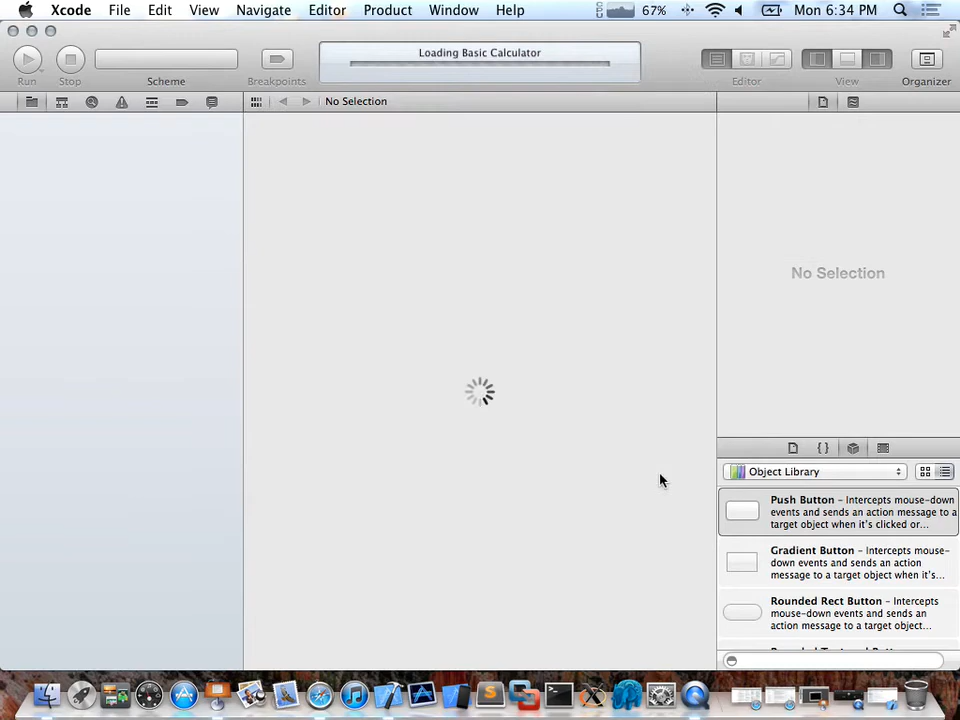 Xcode File Edit View Navigate Editor Product Window Help 67% Mon 6:34 PM
Loading Basic Calculator
Run Stop Scheme Breakpoints Editor View Organizer
No Selection
No Selection
Object Library
Push Button – Intercepts mouse-down
events and sends an action message to a
target object when it's clicked or...
Gradient Button – Intercepts mouse-
down events and sends an action
message to a target object when it's...
Rounded Rect Button – Intercepts
mouse-down events and sends an
action message to a target object...